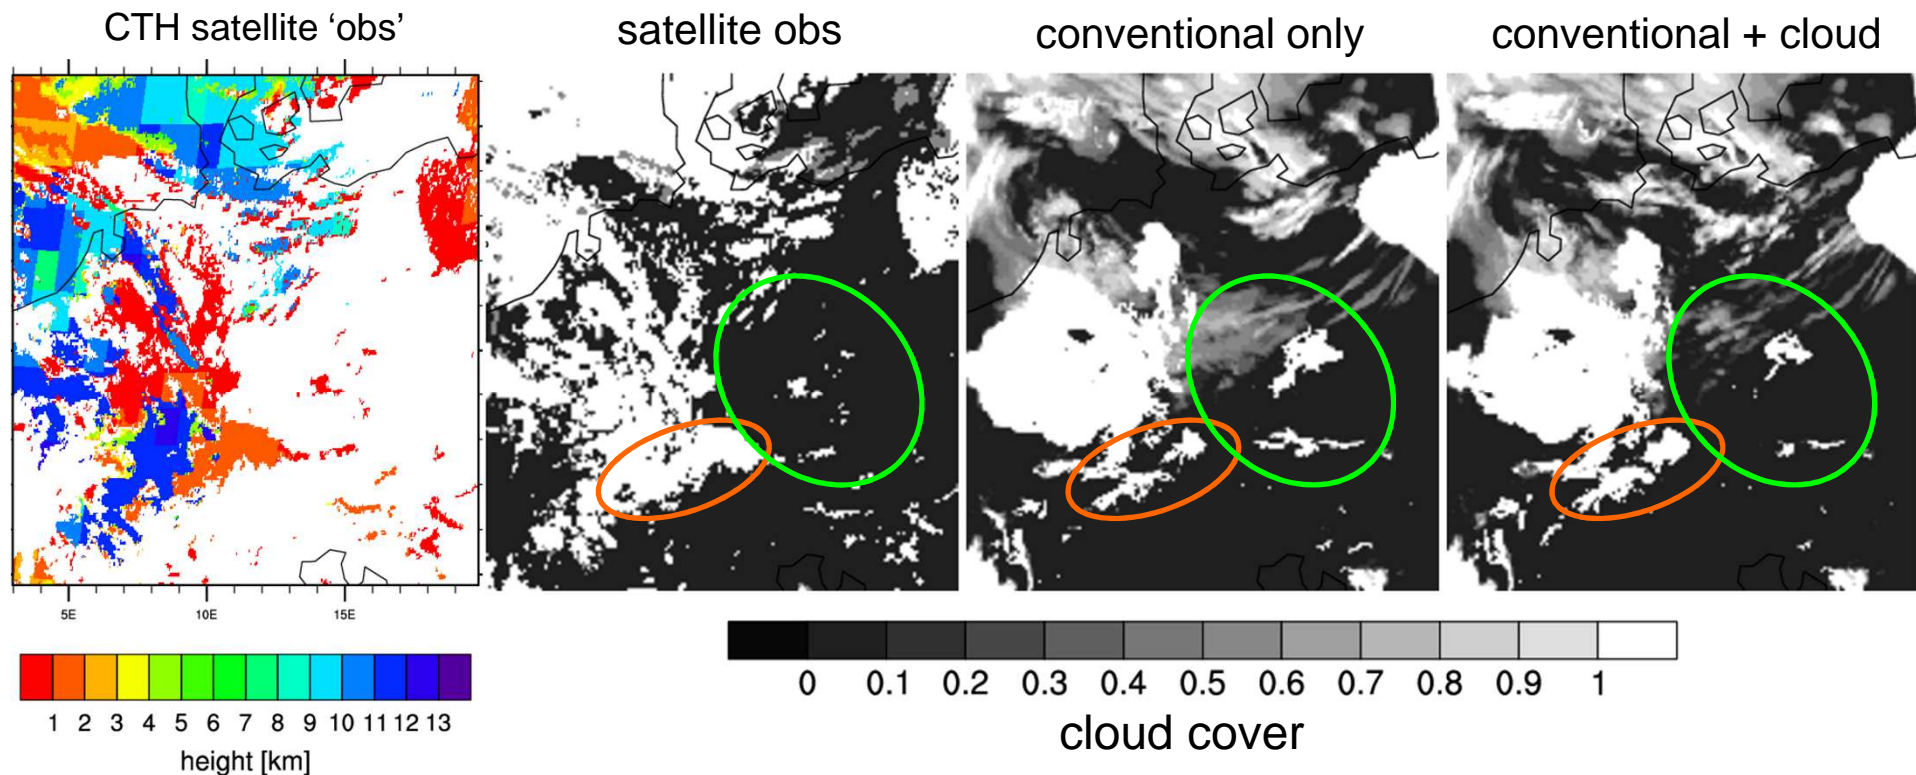 CTH satellite ‘obs’
satellite obs
conventional only
conventional + cloud
5E 10E 15E
1 2 3 4 5 6 7 8 9 10 11 12 13
height [km]
0 0.1 0.2 0.3 0.4 0.5 0.6 0.7 0.8 0.9 1
cloud cover